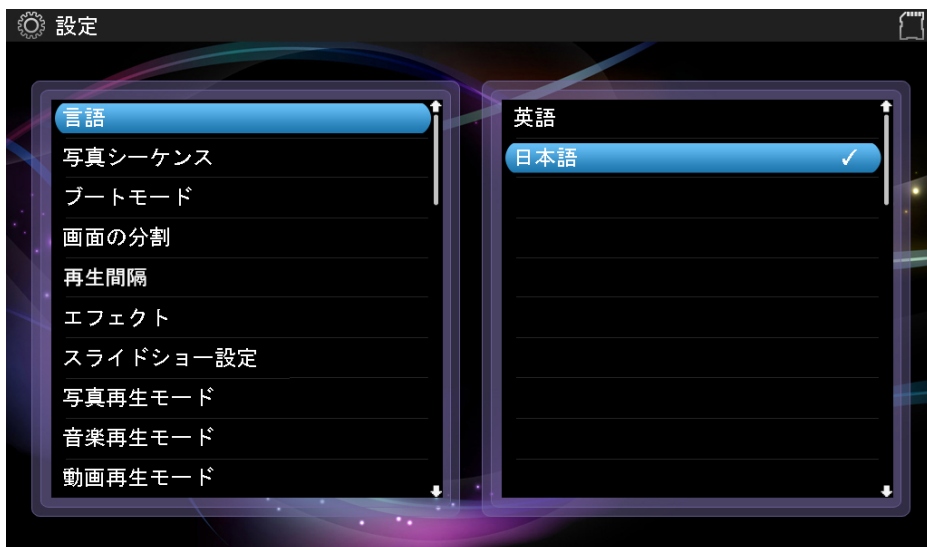 設定
言語
写真シーケンス
ブートモード
画面の分割
再生間隔
エフェクト
スライドショー設定
写真再生モード
音楽再生モード
動画再生モード
英語
日本語